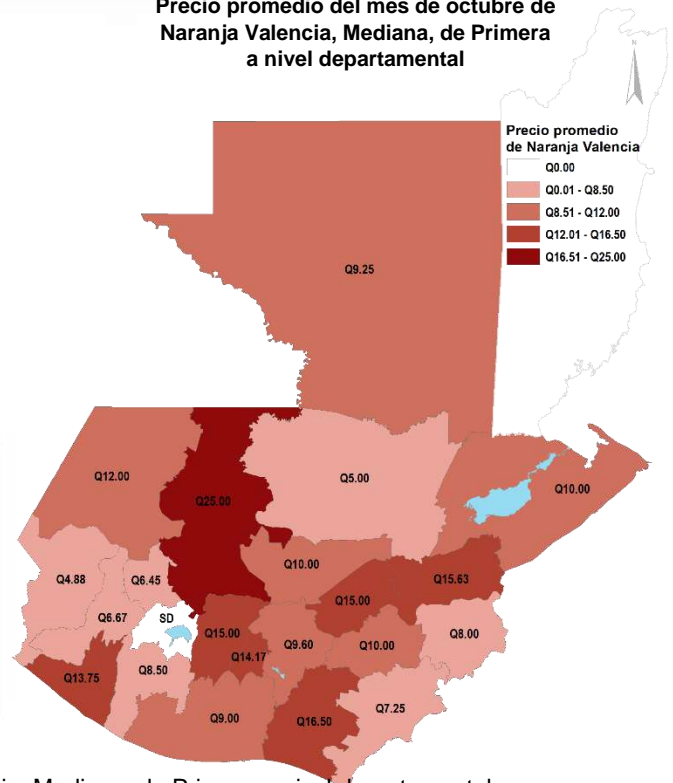 Precio promedio del mes de octubre de
Naranja Valencia, Mediana, de Primera
a nivel departamental
N
Precio promedio
de Naranja Valencia
Q0.00
Q0.01 - Q8.50
Q8.51 - Q12.00
Q12.01 - Q16.50
Q16.51 - Q25.00
Q9.25
Q12.00
Q25.00
Q5.00
Q10.00
Q4.88
Q6.45
Q10.00
Q15.63
Q6.67
SD
Q15.00
Q15.00
Q8.00
Q14.17
Q9.60
Q10.00
Q13.75
Q8.50
Q9.00
Q16.50
Q7.25